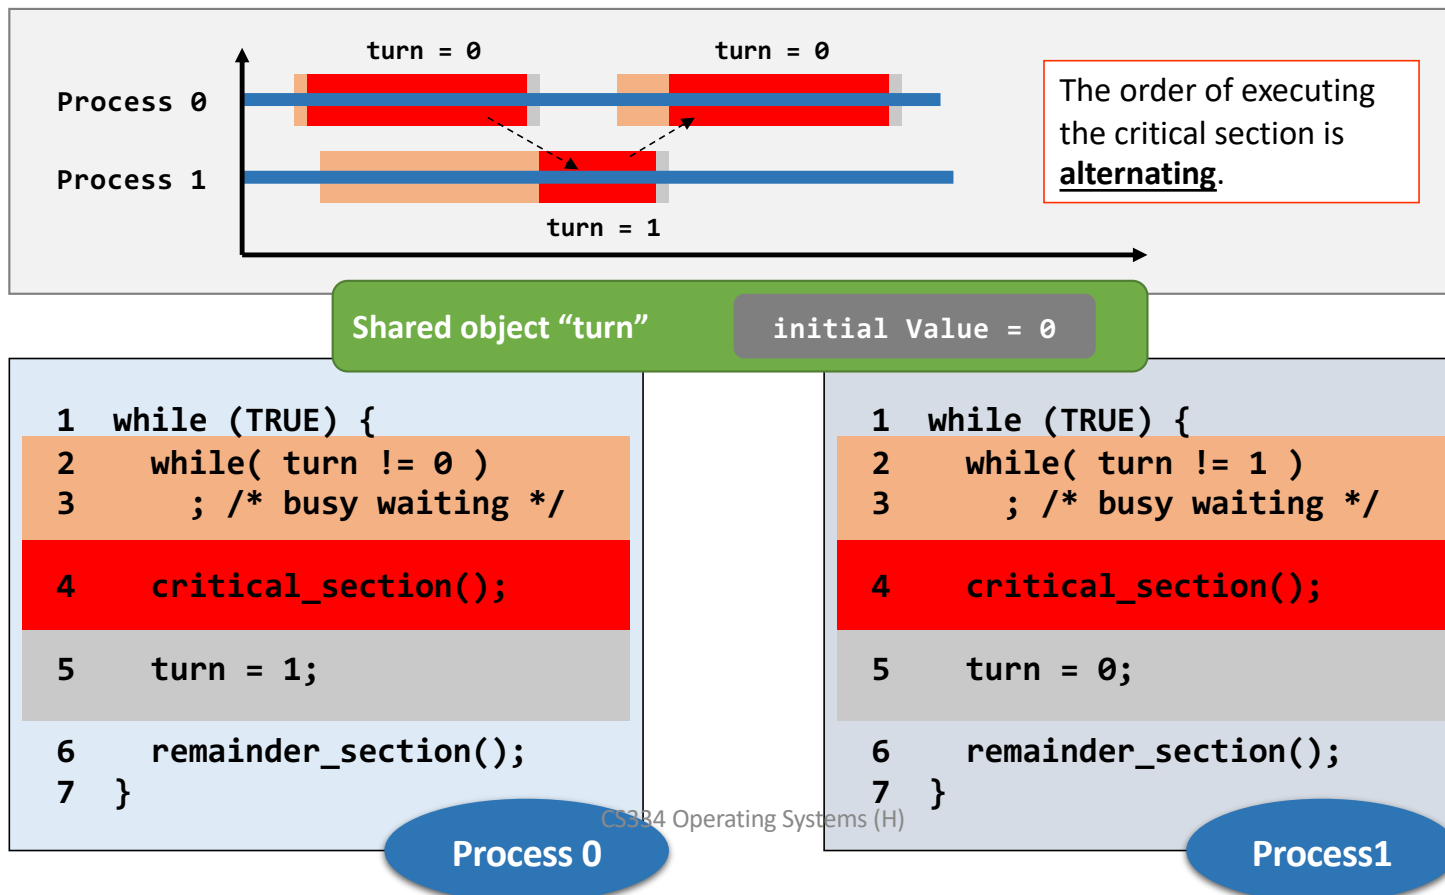 turn = 0
turn = 0
Process 0
Process 1
turn = 1
The order of executing
the critical section is
alternating.
Shared object “turn”
initial Value = 0
1 while (TRUE) {
2 while( turn != 0 )
3 ; /* busy waiting */
4 critical_section();
5 turn = 1;
6 remainder_section();
7 }
Process 0
1 while (TRUE) {
2 while( turn != 1 )
3 ; /* busy waiting */
4 critical_section();
5 turn = 0;
6 remainder_section();
7 }
Process1
CS334 Operating Systems (H)